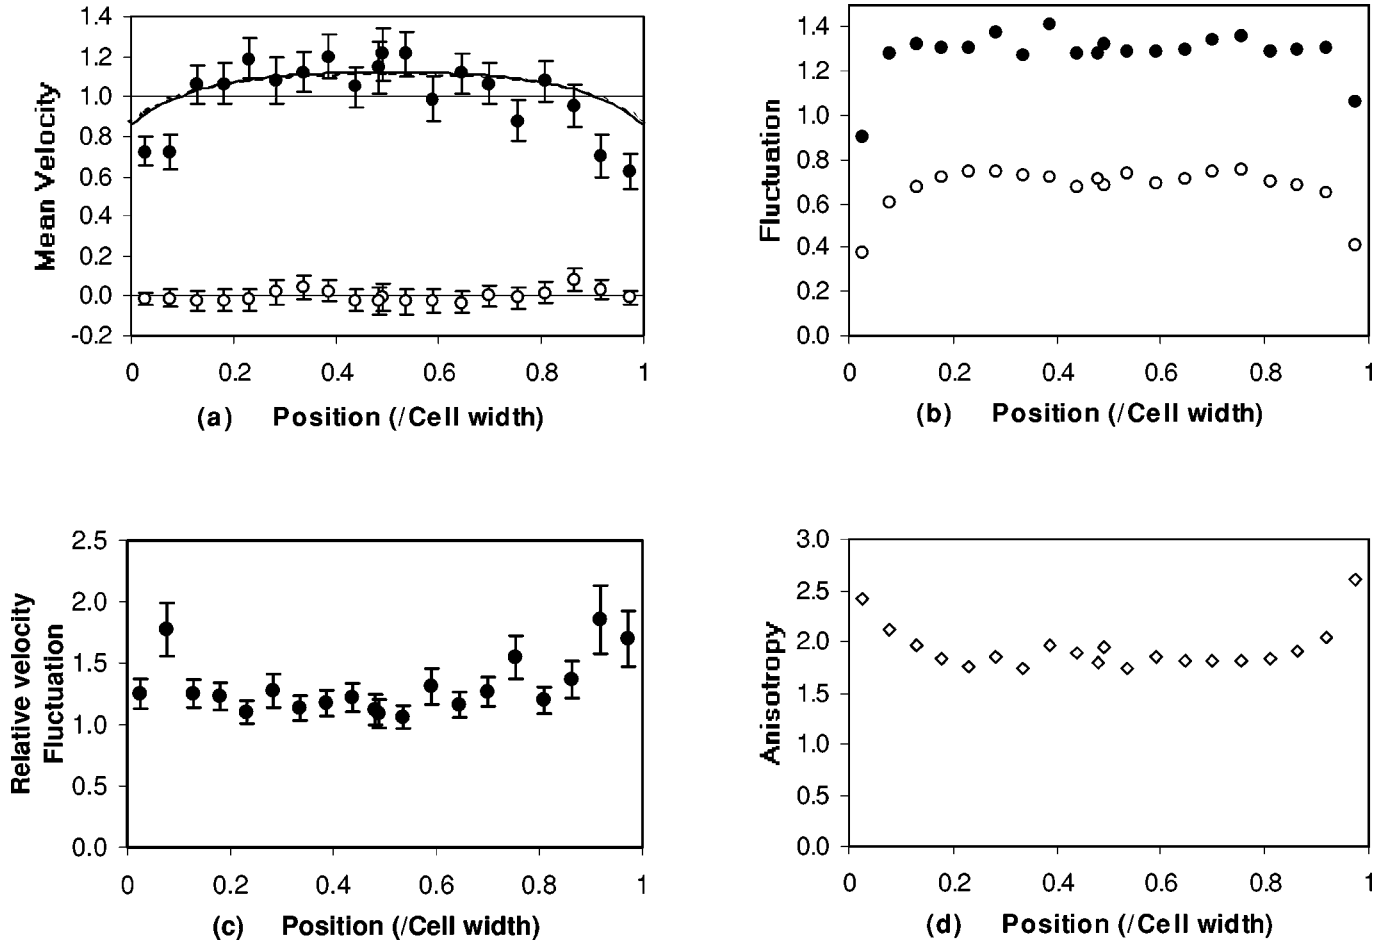 1.4
1.2
1.0
0.8
0.6
0.4
0.2
0.0
-0.2
Mean Velocity
0 0.2 0.4 0.6 0.8 1
(a) Position (/Cell width)
1.4
1.2
1.0
0.8
0.6
0.4
0.2
0.0
Fluctuation
0 0.2 0.4 0.6 0.8 1
(b) Position (/Cell width)
2.5
2.0
1.5
1.0
0.5
0.0
Relative velocity
Fluctuation
0 0.2 0.4 0.6 0.8 1
(c) Position (/Cell width)
3.0
2.5
2.0
1.5
1.0
0.5
0.0
Anisotropy
0 0.2 0.4 0.6 0.8 1
(d) Position (/Cell width)